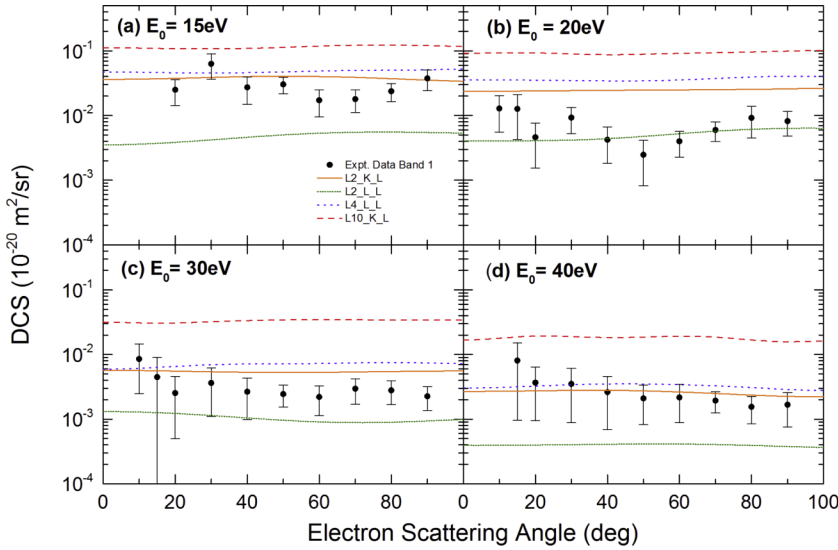 (a) E₀= 15eV
(b) E₀= 20eV
10⁻¹
10⁻²
10⁻³
10⁻⁴
Expt. Data Band 1
L2_K_L
L2_L_L
L4_L_L
L10_K_L
(c) E₀= 30eV
(d) E₀= 40eV
10⁻¹
10⁻²
10⁻³
10⁻⁴
0 20 40 60 80 0 20 40 60 80 100
DCS (10⁻²⁰ m²/sr)
Electron Scattering Angle (deg)